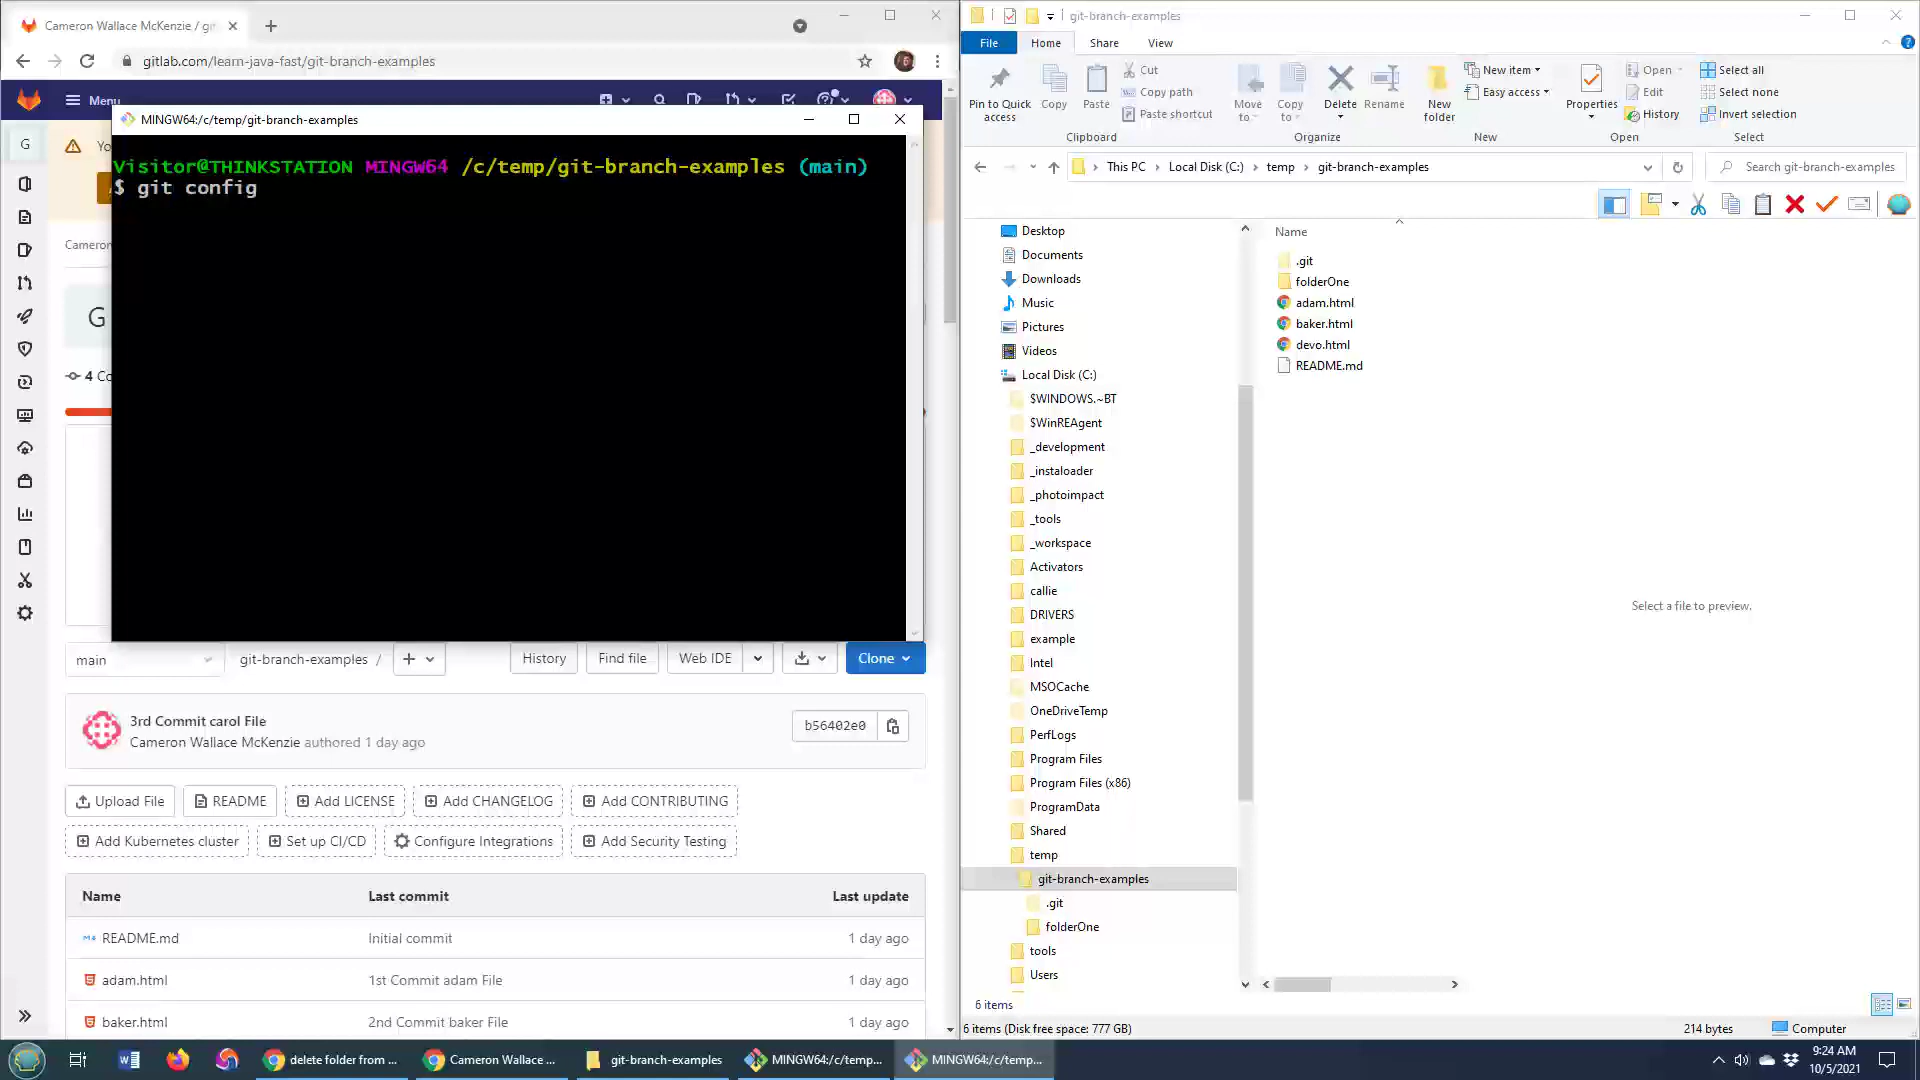 Cameron Wallace McKenzie / gi
gitlab.com/learn-java-fast/git-branch-examples
Menu
MINGW64:/c/temp/git-branch-examples
G
Yo
Visitor@THINKSTATION MINGW64 /c/temp/git-branch-examples (main)
$ git config
Cameron
G
4 Co
main
git-branch-examples /
History
Find file
Web IDE
Clone
3rd Commit carol File
Cameron Wallace McKenzie authored 1 day ago
b56402e0
Upload File
README
Add LICENSE
Add CHANGELOG
Add CONTRIBUTING
Add Kubernetes cluster
Set up CI/CD
Configure Integrations
Add Security Testing
Name Last commit Last update
README.md Initial commit 1 day ago
adam.html 1st Commit adam File 1 day ago
baker.html 2nd Commit baker File 1 day ago
git-branch-examples
File Home Share View
Pin to Quick access
Copy
Paste
Cut
Copy path
Paste shortcut
Clipboard
Move to
Copy to
Delete
Rename
Organize
New folder
New item
Easy access
New
Properties
Open
Edit
History
Open
Select all
Select none
Invert selection
Select
This PC > Local Disk (C:) > temp > git-branch-examples
Search git-branch-examples
Desktop
Documents
Downloads
Music
Pictures
Videos
Local Disk (C:)
$WINDOWS.~BT
$WinREAgent
_development
_instaloader
_photoimpact
_tools
_workspace
Activators
callie
DRIVERS
example
Intel
MSOCache
OneDriveTemp
PerfLogs
Program Files
Program Files (x86)
ProgramData
Shared
temp
git-branch-examples
.git
folderOne
tools
Users
Name
.git
folderOne
adam.html
baker.html
devo.html
README.md
Select a file to preview.
6 items
6 items (Disk free space: 777 GB)
214 bytes
Computer
delete folder from ...
Cameron Wallace ...
git-branch-examples
MINGW64:/c/temp...
MINGW64:/c/temp...
9:24 AM
10/5/2021